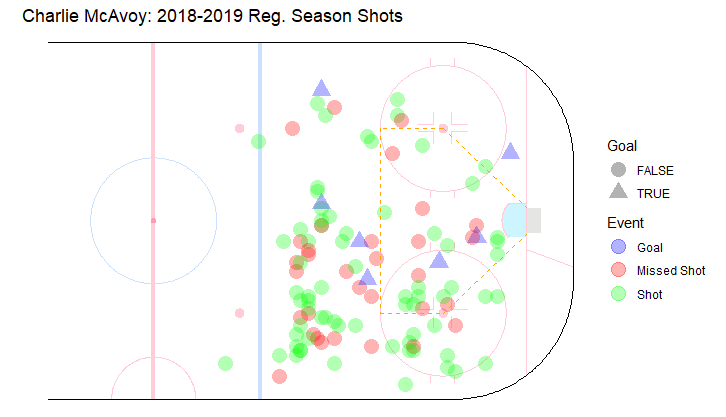 Charlie McAvoy: 2018-2019 Reg. Season Shots
Goal
FALSE
TRUE
Event
Goal
Missed Shot
Shot